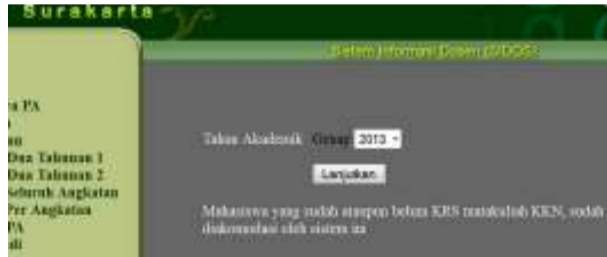 Surakarta
Sistem Informasi Dosen (SIDOS)
a PA
Dua Tahunan 1
Dua Tahunan 2
Seluruh Angkatan
Per Angkatan
PA
Tahun Akademik Genap 2013
Lanjutkan
Mahasiswa yang sudah ataupun belum KRS matakuliah KKN, sudah
diakomodasi oleh sistem ini